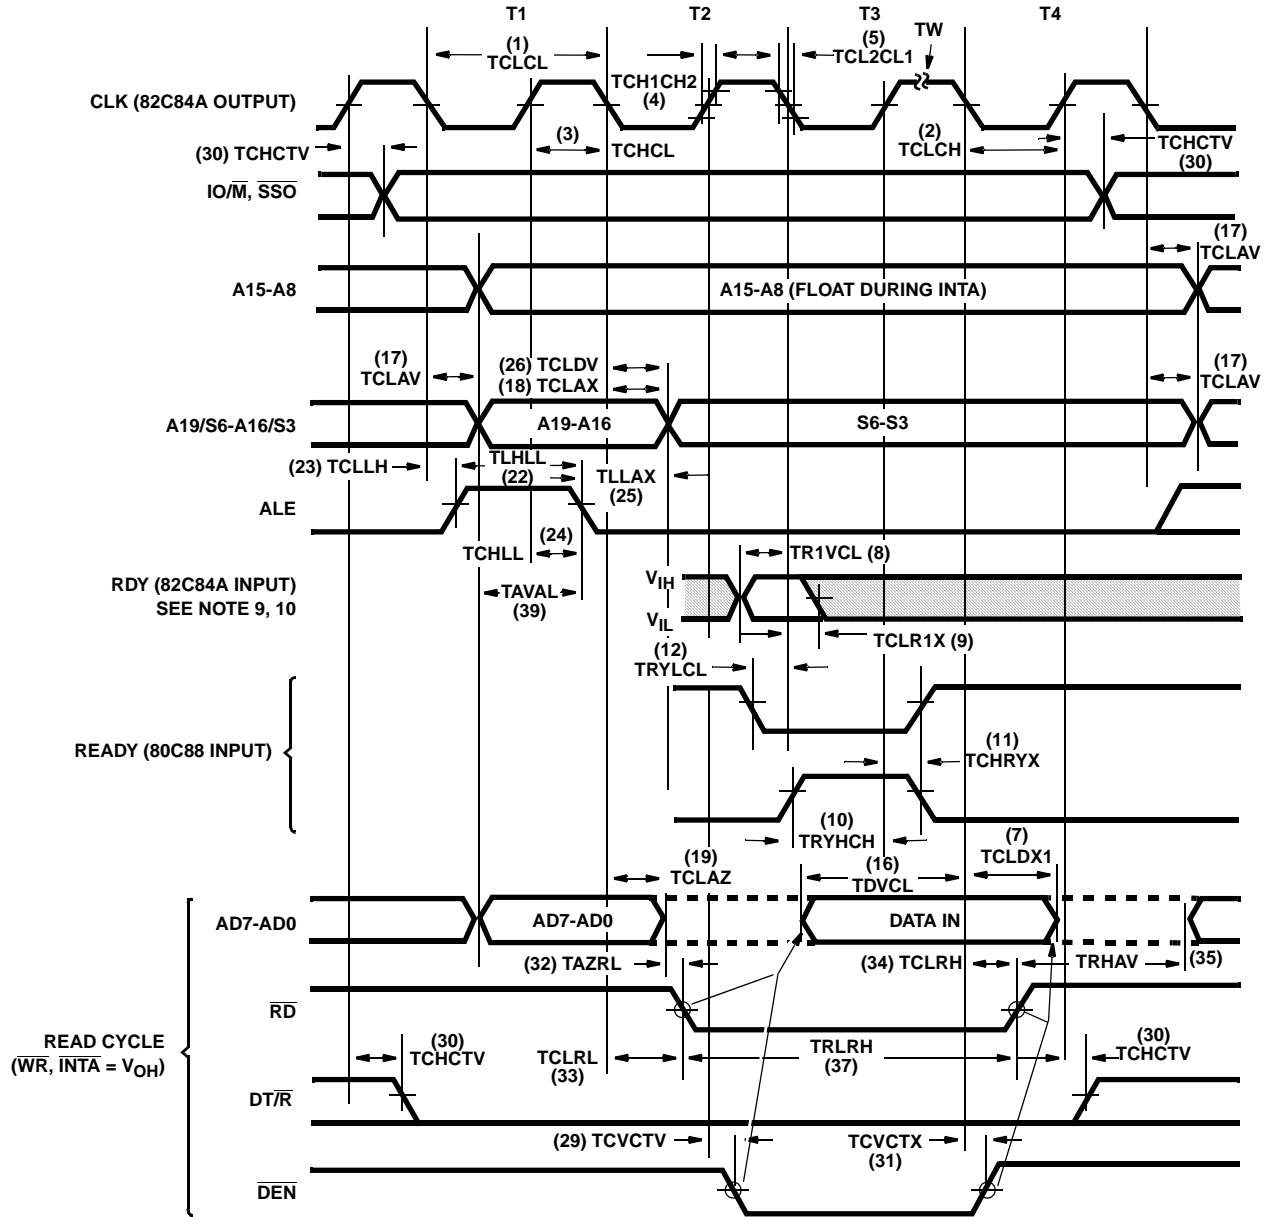 T1 T2 T3 T4
(1)
TCLCL
TCH1CH2
(4)
(5)
TCL2CL1
TW
CLK (82C84A OUTPUT)
(30) TCHCTV
(3)
TCHCL
(2)
TCLCH
TCHCTV
(30)
IO/M̅, S̅S̅O̅
(17)
TCLAV
A15-A8
A15-A8 (FLOAT DURING INTA)
(17)
TCLAV
(26) TCLDV
(18) TCLAX
(17)
TCLAV
A19/S6-A16/S3
A19-A16
S6-S3
(23) TCLLH
TLHLL
(22)
TLLAX
(25)
ALE
(24)
TCHLL
TR1VCL (8)
RDY (82C84A INPUT)
SEE NOTE 9, 10
TAVAL
(39)
VIH
VIL
TCLR1X (9)
(12)
TRYLCL
READY (80C88 INPUT)
(11)
TCHRYX
(10)
TRYHCH
(7)
TCLDX1
(19)
TCLAZ
(16)
TDVCL
AD7-AD0
AD7-AD0
DATA IN
(32) TAZRL
(34) TCLRH
TRHAV
(35)
R̅D̅
READ CYCLE
(W̅R̅, I̅N̅T̅A̅ = VOH)
(30)
TCHCTV
TCLRL
(33)
TRLRH
(37)
(30)
TCHCTV
DT/R̅
(29) TCVCTV
TCVCTX
(31)
D̅E̅N̅